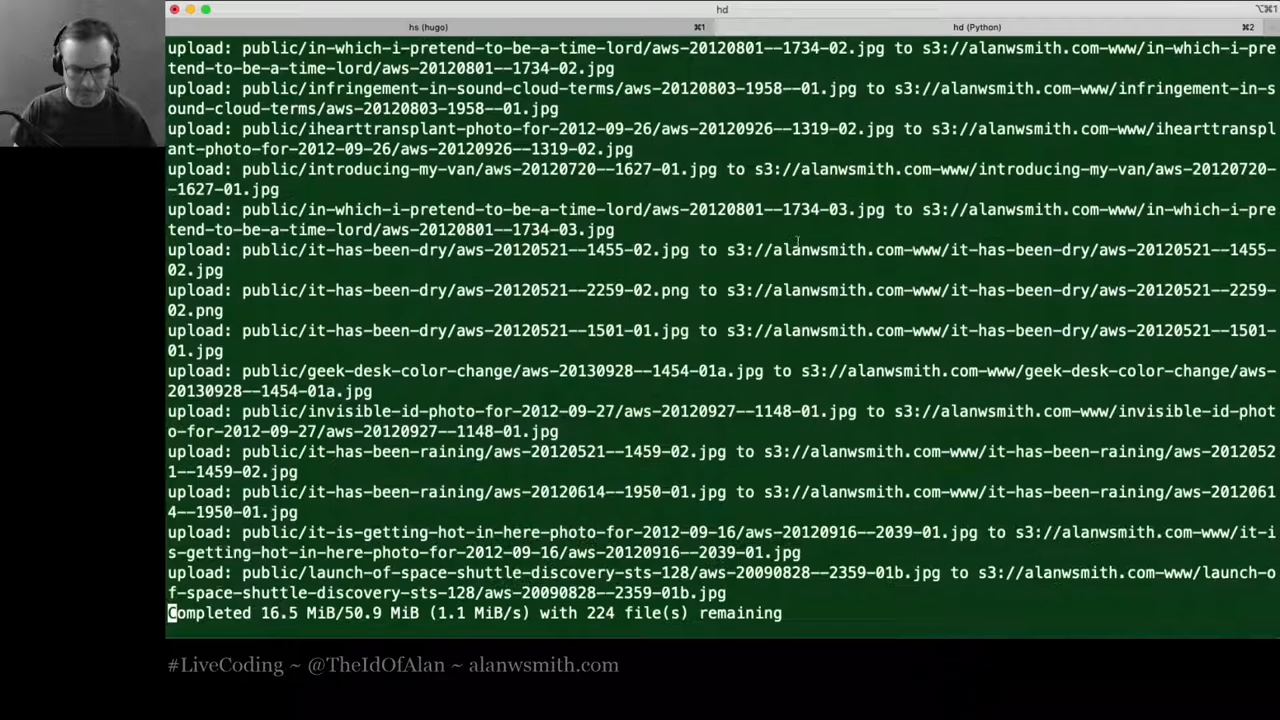 hd
⌥⌘1
hs (hugo)
⌘1
hd (Python)
⌘2
upload: public/in-which-i-pretend-to-be-a-time-lord/aws-20120801--1734-02.jpg to s3://alanwsmith.com-www/in-which-i-pre
tend-to-be-a-time-lord/aws-20120801--1734-02.jpg
upload: public/infringement-in-sound-cloud-terms/aws-20120803-1958--01.jpg to s3://alanwsmith.com-www/infringement-in-s
ound-cloud-terms/aws-20120803-1958--01.jpg
upload: public/ihearttransplant-photo-for-2012-09-26/aws-20120926--1319-02.jpg to s3://alanwsmith.com-www/ihearttranspl
ant-photo-for-2012-09-26/aws-20120926--1319-02.jpg
upload: public/introducing-my-van/aws-20120720--1627-01.jpg to s3://alanwsmith.com-www/introducing-my-van/aws-20120720-
-1627-01.jpg
upload: public/in-which-i-pretend-to-be-a-time-lord/aws-20120801--1734-03.jpg to s3://alanwsmith.com-www/in-which-i-pre
tend-to-be-a-time-lord/aws-20120801--1734-03.jpg
upload: public/it-has-been-dry/aws-20120521--1455-02.jpg to s3://alanwsmith.com-www/it-has-been-dry/aws-20120521--1455-
02.jpg
upload: public/it-has-been-dry/aws-20120521--2259-02.png to s3://alanwsmith.com-www/it-has-been-dry/aws-20120521--2259-
02.png
upload: public/it-has-been-dry/aws-20120521--1501-01.jpg to s3://alanwsmith.com-www/it-has-been-dry/aws-20120521--1501-
01.jpg
upload: public/geek-desk-color-change/aws-20130928--1454-01a.jpg to s3://alanwsmith.com-www/geek-desk-color-change/aws-
20130928--1454-01a.jpg
upload: public/invisible-id-photo-for-2012-09-27/aws-20120927--1148-01.jpg to s3://alanwsmith.com-www/invisible-id-phot
o-for-2012-09-27/aws-20120927--1148-01.jpg
upload: public/it-has-been-raining/aws-20120521--1459-02.jpg to s3://alanwsmith.com-www/it-has-been-raining/aws-2012052
1--1459-02.jpg
upload: public/it-has-been-raining/aws-20120614--1950-01.jpg to s3://alanwsmith.com-www/it-has-been-raining/aws-2012061
4--1950-01.jpg
upload: public/it-is-getting-hot-in-here-photo-for-2012-09-16/aws-20120916--2039-01.jpg to s3://alanwsmith.com-www/it-i
s-getting-hot-in-here-photo-for-2012-09-16/aws-20120916--2039-01.jpg
upload: public/launch-of-space-shuttle-discovery-sts-128/aws-20090828--2359-01b.jpg to s3://alanwsmith.com-www/launch-o
f-space-shuttle-discovery-sts-128/aws-20090828--2359-01b.jpg
Completed 16.5 MiB/50.9 MiB (1.1 MiB/s) with 224 file(s) remaining
#LiveCoding ~ @TheIdOfAlan ~ alanwsmith.com